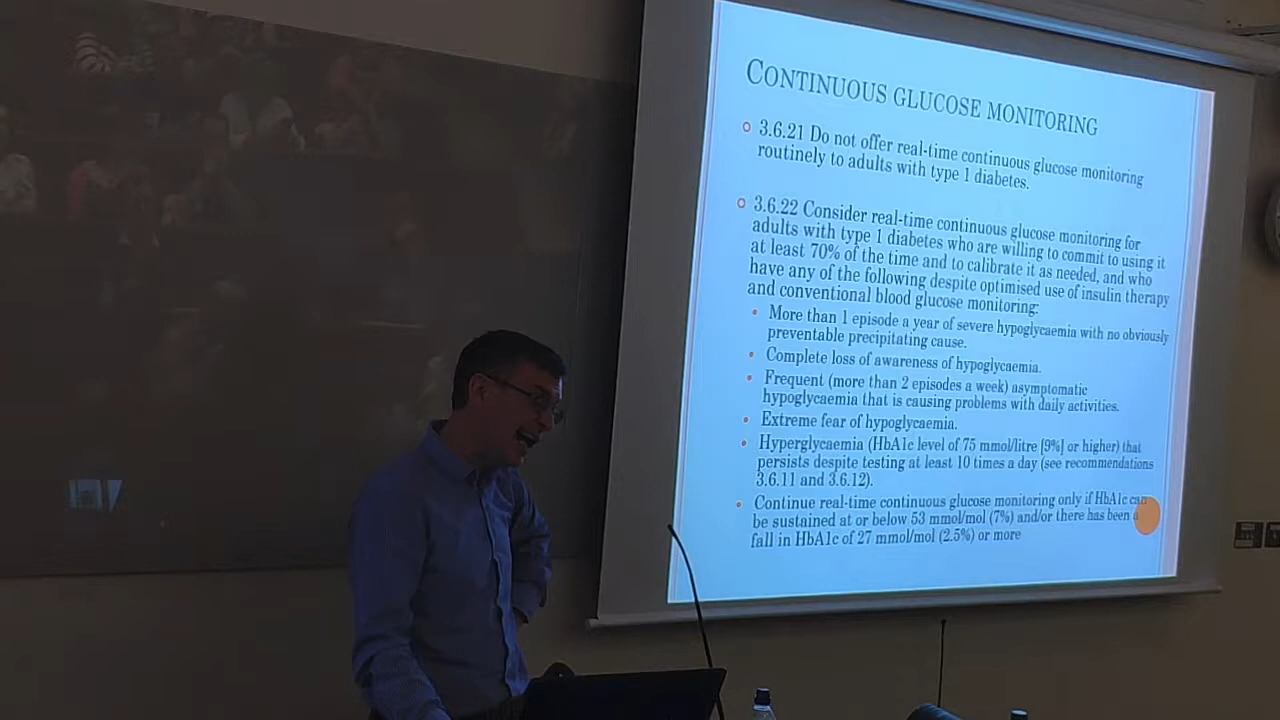 CONTINUOUS GLUCOSE MONITORING
3.6.21 Do not offer real-time continuous glucose monitoring
routinely to adults with type 1 diabetes.
3.6.22 Consider real-time continuous glucose monitoring for
adults with type 1 diabetes who are willing to commit to using it
at least 70% of the time and to calibrate it as needed, and who
have any of the following despite optimised use of insulin therapy
and conventional blood glucose monitoring:
More than 1 episode a year of severe hypoglycaemia with no obviously
preventable precipitating cause.
Complete loss of awareness of hypoglycaemia.
Frequent (more than 2 episodes a week) asymptomatic
hypoglycaemia that is causing problems with daily activities.
Extreme fear of hypoglycaemia.
Hyperglycaemia (HbA1c level of 75 mmol/litre [9%] or higher) that
persists despite testing at least 10 times a day (see recommendations
3.6.11 and 3.6.12).
Continue real-time continuous glucose monitoring only if HbA1c can
be sustained at or below 53 mmol/mol (7%) and/or there has been a
fall in HbA1c of 27 mmol/mol (2.5%) or more